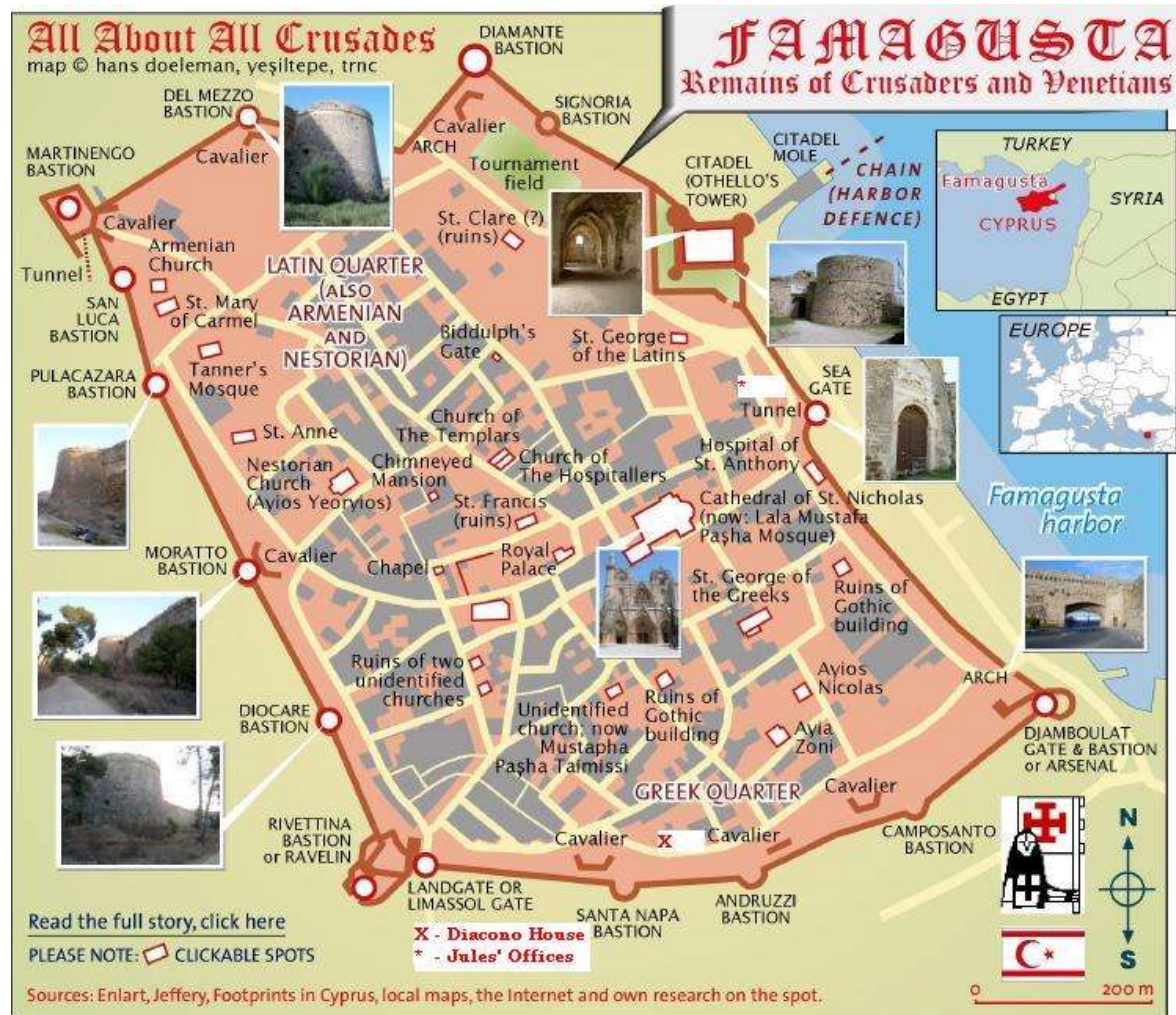 All About All Crusades
map © hans doeleman, yeşiltepe, trnc
FAMAGUSTA
Remains of Crusaders and Venetians
DIAMANTE
BASTION
DEL MEZZO
BASTION
Cavalier
Cavalier
ARCH
SIGNORIA
BASTION
Tournament
field
CITADEL
MOLE
CHAIN
(HARBOR
DEFENCE)
CITADEL
(OTHELLO'S
TOWER)
TURKEY
Famagusta
CYPRUS
SYRIA
EGYPT
EUROPE
MARTINENGO
BASTION
Cavalier
Tunnel
SAN
LUCA
BASTION
Armenian
Church
St. Mary
of Carmel
Tanner's
Mosque
PULACAZARA
BASTION
LATIN QUARTER
(ALSO
ARMENIAN
AND
NESTORIAN)
St. Clare (?)
(ruins)
Biddulph's
Gate
St. George
of the Latins
*
SEA
GATE
Tunnel
St. Anne
Nestorian
Church
(Ayios Yeoryios)
Chimneyed
Mansion
Church of
The Templars
Church of
The Hospitallers
Hospital of
St. Anthony
St. Francis
(ruins)
Cathedral of St. Nicholas
(now: Lala Mustafa
Paşha Mosque)
Famagusta
harbor
MORATTO
BASTION
Cavalier
Chapel
Royal
Palace
St. George of
the Greeks
Ruins of
Gothic
building
Ruins of two
unidentified
churches
DIOCARE
BASTION
Unidentified
church; now
Mustapha
Paşha Taimissi
Ruins of
Gothic
building
Ayios
Nicolas
Ayia
Zoni
ARCH
DJAMBOULAT
GATE & BASTION
or ARSENAL
GREEK QUARTER
Cavalier
Cavalier
X
Cavalier
CAMPOSANTO
BASTION
RIVETTINA
BASTION
or RAVELIN
LANDGATE OR
LIMASSOL GATE
SANTA NAPA
BASTION
ANDRUZZI
BASTION
N
S
Read the full story, click here
PLEASE NOTE: CLICKABLE SPOTS
X - Diacono House
* - Jules' Offices
Sources: Enlart, Jeffery, Footprints in Cyprus, local maps, the Internet and own research on the spot.
0 200 m